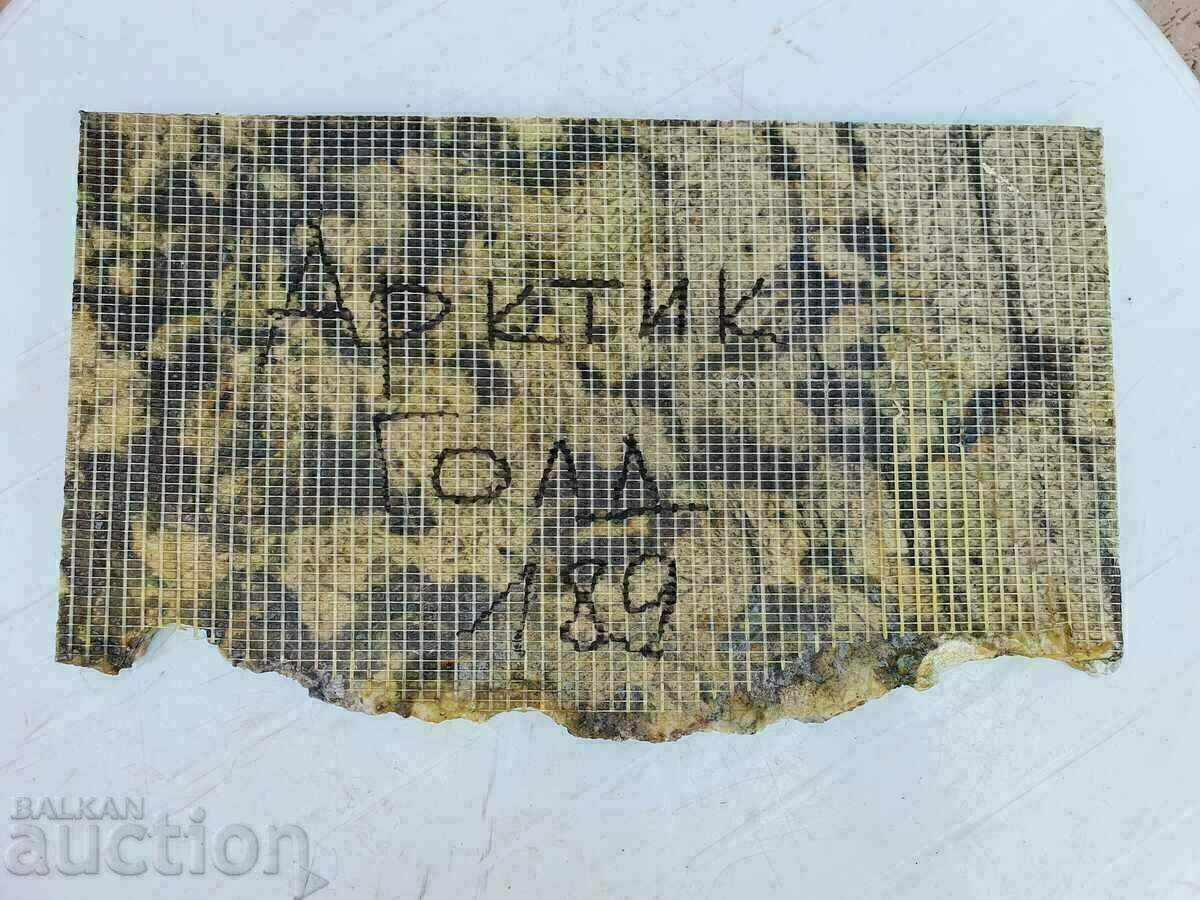 Арктик
Голд
189
BALKAN
auction